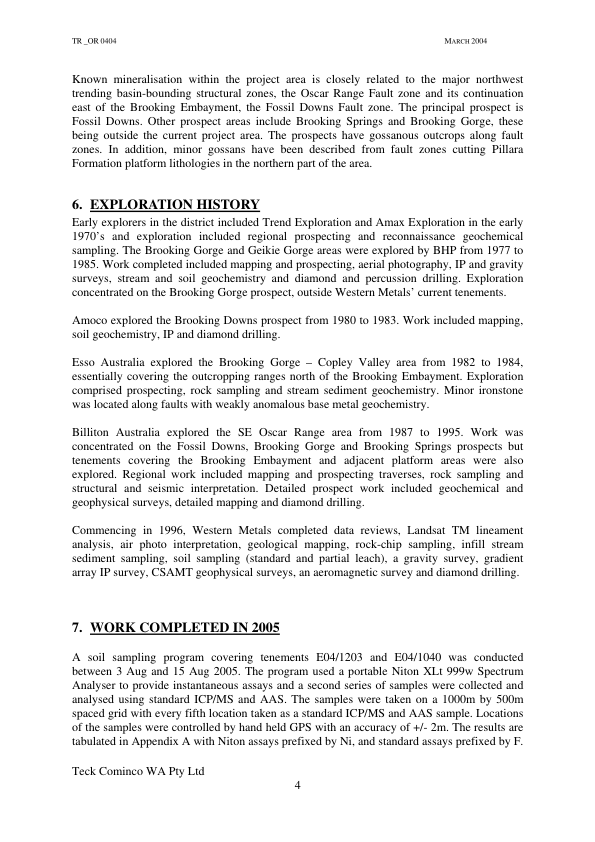 TR _OR 0404 MARCH 2004
Known mineralisation within the project area is closely related to the major northwest
trending basin-bounding structural zones, the Oscar Range Fault zone and its continuation
east of the Brooking Embayment, the Fossil Downs Fault zone. The principal prospect is
Fossil Downs. Other prospect areas include Brooking Springs and Brooking Gorge, these
being outside the current project area. The prospects have gossanous outcrops along fault
zones. In addition, minor gossans have been described from fault zones cutting Pillara
Formation platform lithologies in the northern part of the area.
6. EXPLORATION HISTORY
Early explorers in the district included Trend Exploration and Amax Exploration in the early
1970's and exploration included regional prospecting and reconnaissance geochemical
sampling. The Brooking Gorge and Geikie Gorge areas were explored by BHP from 1977 to
1985. Work completed included mapping and prospecting, aerial photography, IP and gravity
surveys, stream and soil geochemistry and diamond and percussion drilling. Exploration
concentrated on the Brooking Gorge prospect, outside Western Metals' current tenements.
Amoco explored the Brooking Downs prospect from 1980 to 1983. Work included mapping,
soil geochemistry, IP and diamond drilling.
Esso Australia explored the Brooking Gorge – Copley Valley area from 1982 to 1984,
essentially covering the outcropping ranges north of the Brooking Embayment. Exploration
comprised prospecting, rock sampling and stream sediment geochemistry. Minor ironstone
was located along faults with weakly anomalous base metal geochemistry.
Billiton Australia explored the SE Oscar Range area from 1987 to 1995. Work was
concentrated on the Fossil Downs, Brooking Gorge and Brooking Springs prospects but
tenements covering the Brooking Embayment and adjacent platform areas were also
explored. Regional work included mapping and prospecting traverses, rock sampling and
structural and seismic interpretation. Detailed prospect work included geochemical and
geophysical surveys, detailed mapping and diamond drilling.
Commencing in 1996, Western Metals completed data reviews, Landsat TM lineament
analysis, air photo interpretation, geological mapping, rock-chip sampling, infill stream
sediment sampling, soil sampling (standard and partial leach), a gravity survey, gradient
array IP survey, CSAMT geophysical surveys, an aeromagnetic survey and diamond drilling.
7. WORK COMPLETED IN 2005
A soil sampling program covering tenements E04/1203 and E04/1040 was conducted
between 3 Aug and 15 Aug 2005. The program used a portable Niton XLt 999w Spectrum
Analyser to provide instantaneous assays and a second series of samples were collected and
analysed using standard ICP/MS and AAS. The samples were taken on a 1000m by 500m
spaced grid with every fifth location taken as a standard ICP/MS and AAS sample. Locations
of the samples were controlled by hand held GPS with an accuracy of +/- 2m. The results are
tabulated in Appendix A with Niton assays prefixed by Ni, and standard assays prefixed by F.
Teck Cominco WA Pty Ltd
4